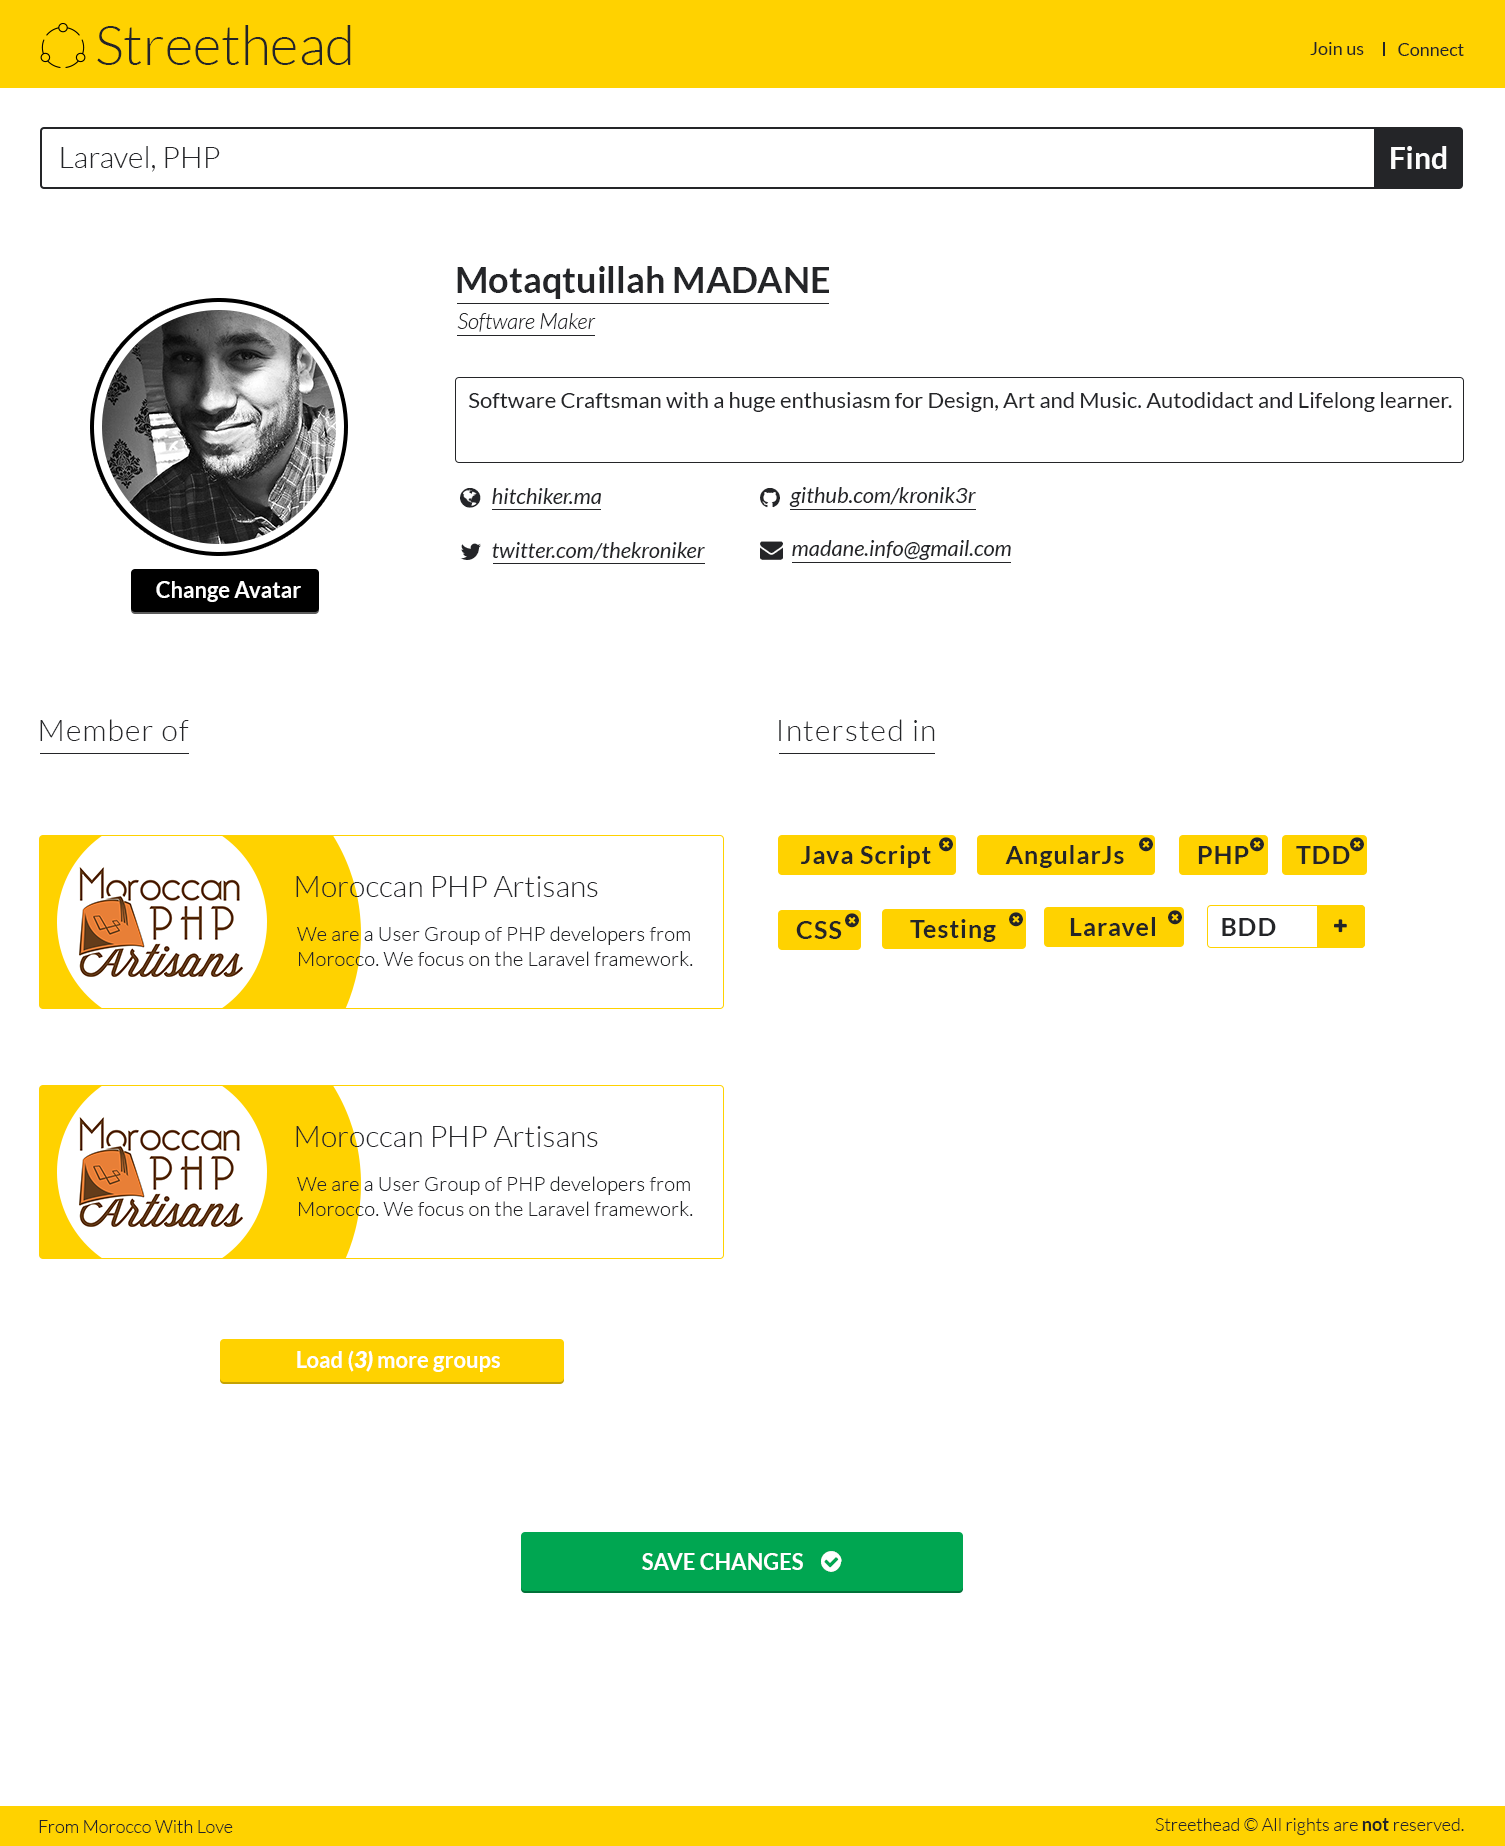 Streethead
Join us | Connect
Laravel, PHP
Find
Motaqtuillah MADANE
Software Maker
Software Craftsman with a huge enthusiasm for Design, Art and Music. Autodidact and Lifelong learner.
hitchiker.ma
github.com/kronik3r
twitter.com/thekroniker
madane.info@gmail.com
Change Avatar
Member of
Moroccan
PHP
Artisans
Moroccan PHP Artisans
We are a User Group of PHP developers from
Morocco. We focus on the Laravel framework.
Moroccan
PHP
Artisans
Moroccan PHP Artisans
We are a User Group of PHP developers from
Morocco. We focus on the Laravel framework.
Load (3) more groups
Intersted in
Java Script AngularJs PHP TDD
CSS Testing Laravel BDD +
SAVE CHANGES
From Morocco With Love
Streethead © All rights are not reserved.